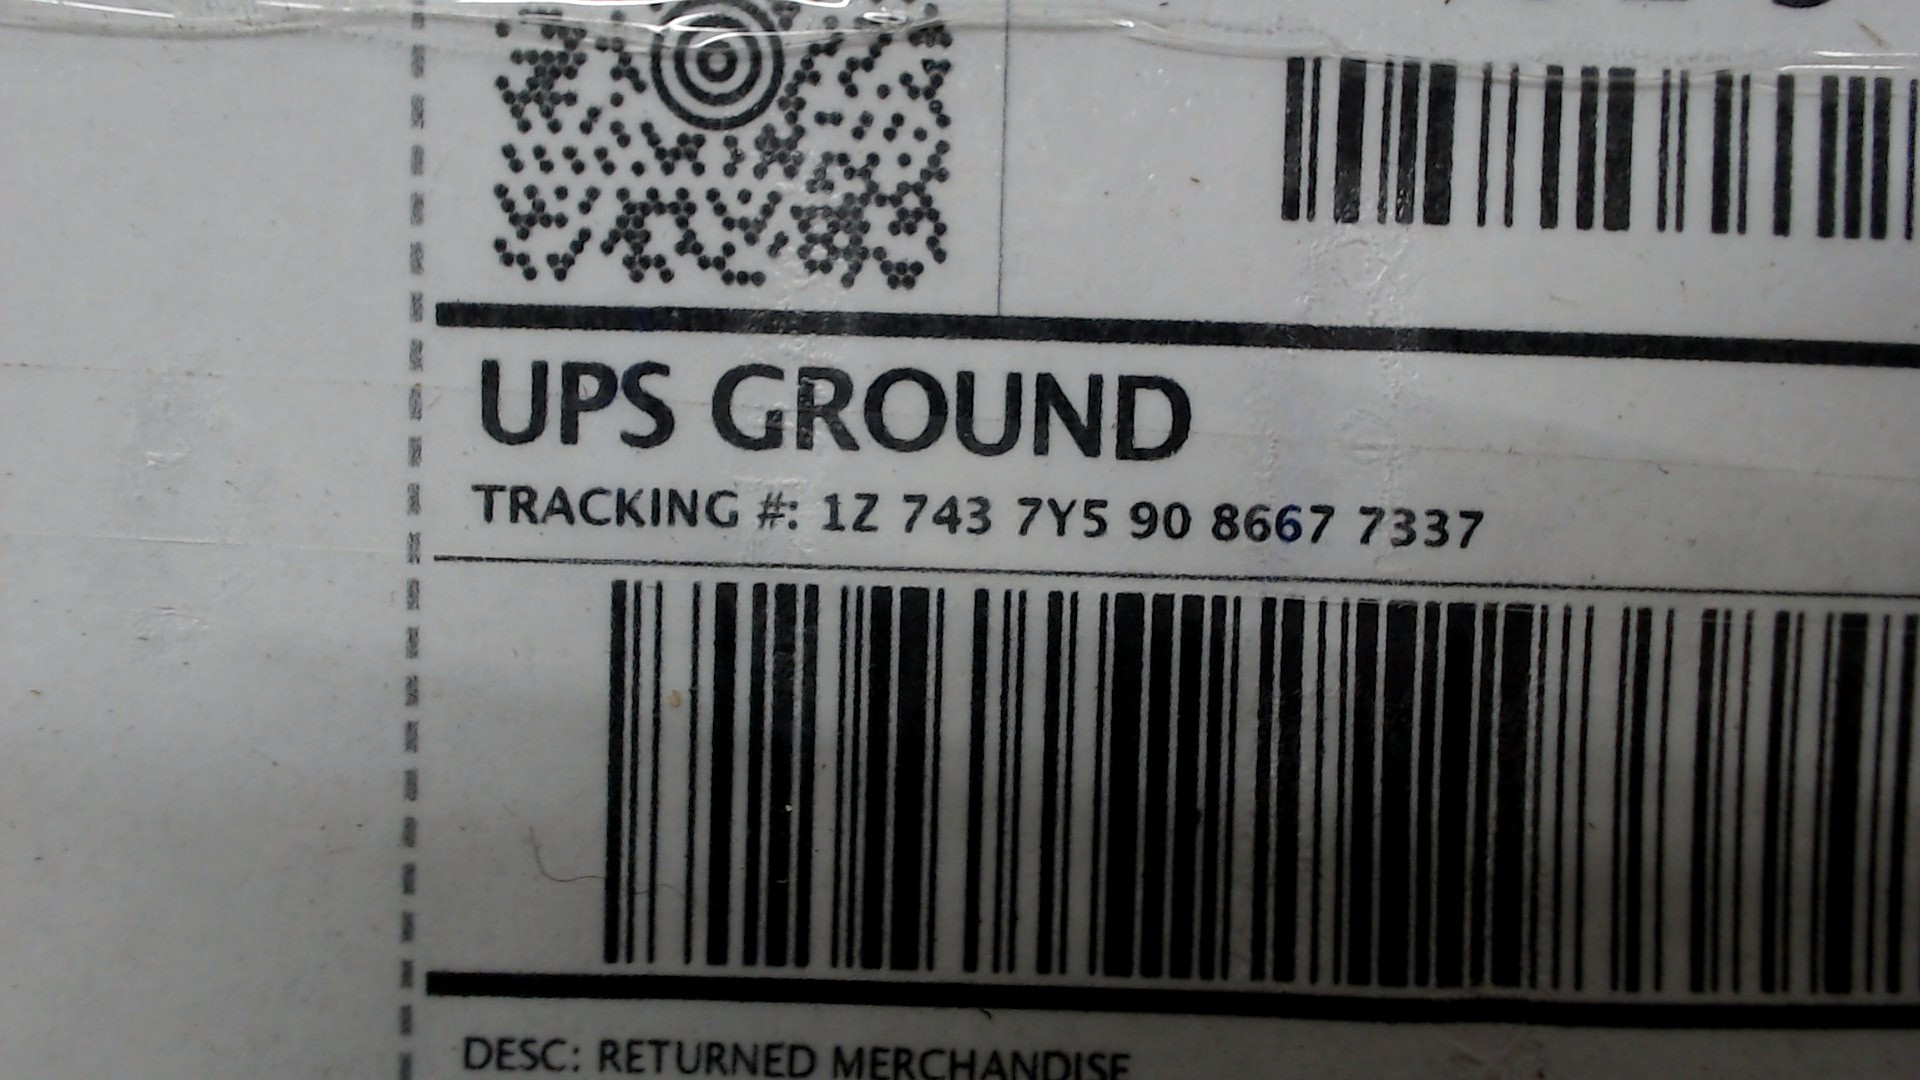 UPS GROUND
TRACKING #: 1Z 743 7Y5 90 8667 7337
DESC: RETURNED MERCHANDISE